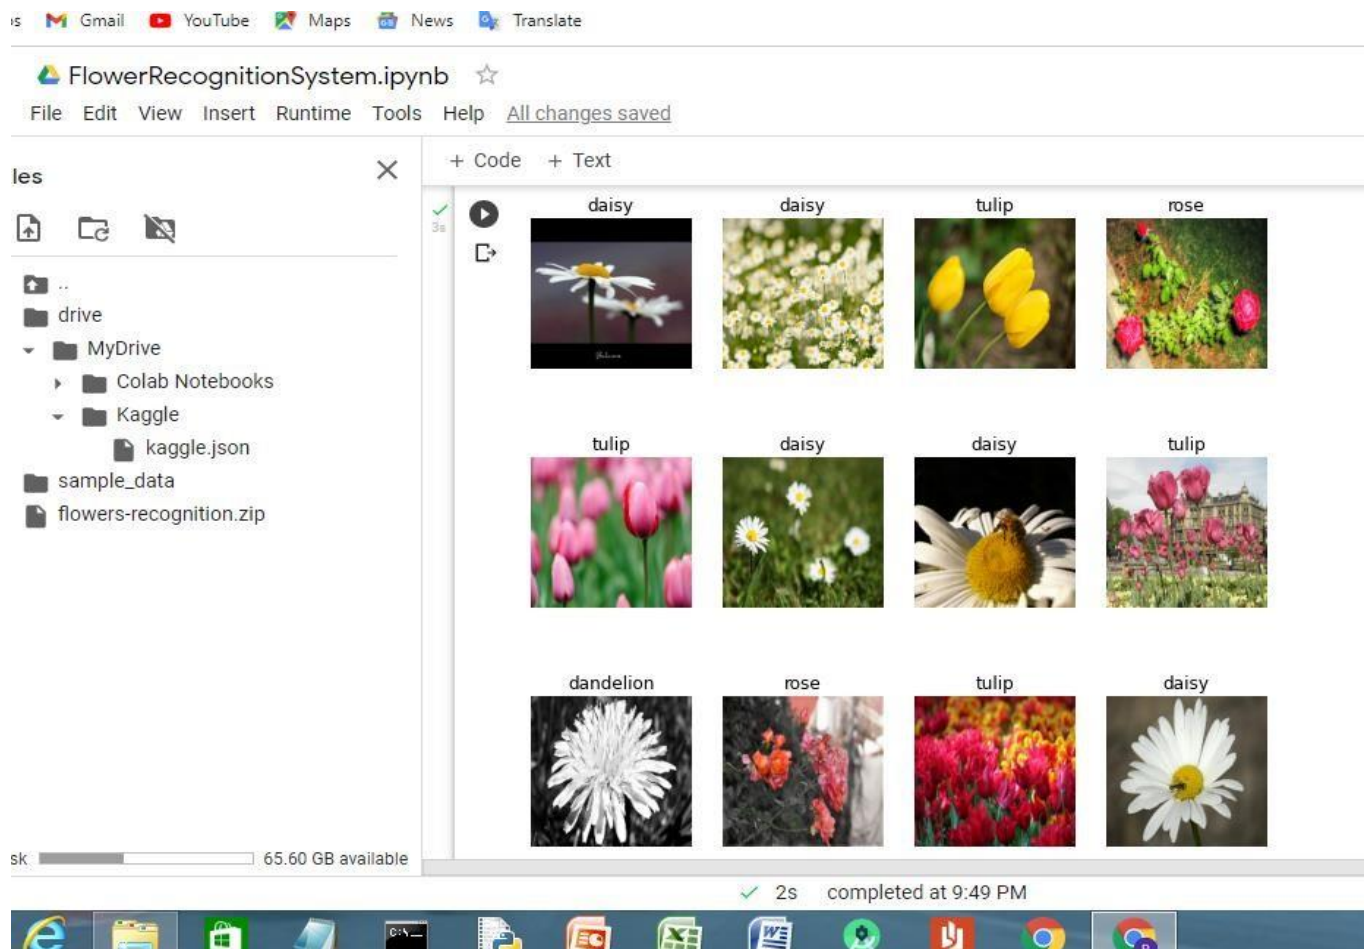 Gmail YouTube Maps News Translate
FlowerRecognitionSystem.ipynb
File Edit View Insert Runtime Tools Help All changes saved
les
+ Code + Text
3s
daisy daisy tulip rose
..
drive
MyDrive
Colab Notebooks
Kaggle
kaggle.json
sample_data
flowers-recognition.zip
tulip daisy daisy tulip
dandelion rose tulip daisy
sk 65.60 GB available
2s completed at 9:49 PM